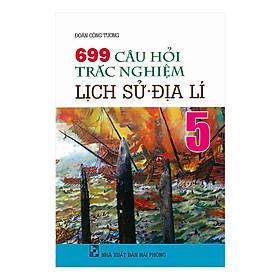 ĐOÀN CÔNG TƯƠNG
699 CÂU HỎI
TRẮC NGHIỆM
LỊCH SỬ-ĐỊA LÍ
5
NHÀ XUẤT BẢN HẢI PHÒNG